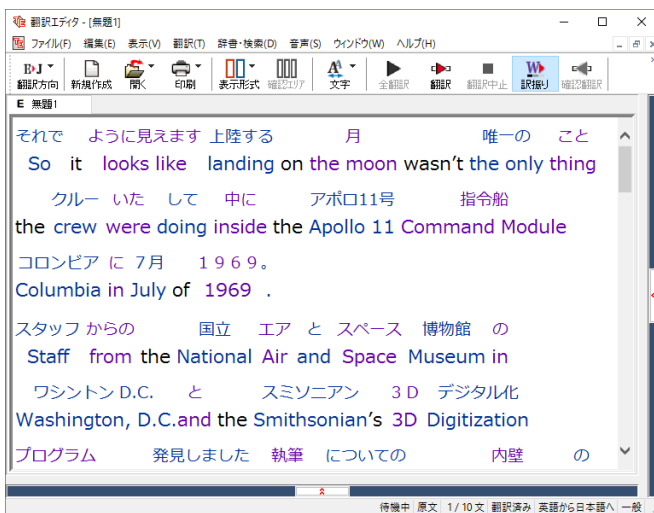 翻訳エディタ - [無題1]
ファイル(F) 編集(E) 表示(V) 翻訳(T) 辞書・検索(D) 音声(S) ウィンドウ(W) ヘルプ(H)
E›J
翻訳方向 新規作成 開く 印刷 表示形式 確認エリア 文字 全翻訳 翻訳 翻訳中止 訳振り 確認翻訳
E 無題1
それで ように見えます 上陸する 月 唯一の こと
So it looks like landing on the moon wasn't the only thing
クルー いた して 中に アポロ11号 指令船
the crew were doing inside the Apollo 11 Command Module
コロンビア に 7月 1969。
Columbia in July of 1969 .
スタッフ からの 国立 エア と スペース 博物館 の
Staff from the National Air and Space Museum in
ワシントン D.C. と スミソニアン 3D デジタル化
Washington, D.C.and the Smithsonian's 3D Digitization
プログラム 発見しました 執筆 についての 内壁 の
待機中 原文 1/10文 翻訳済み 英語から日本語へ 一般